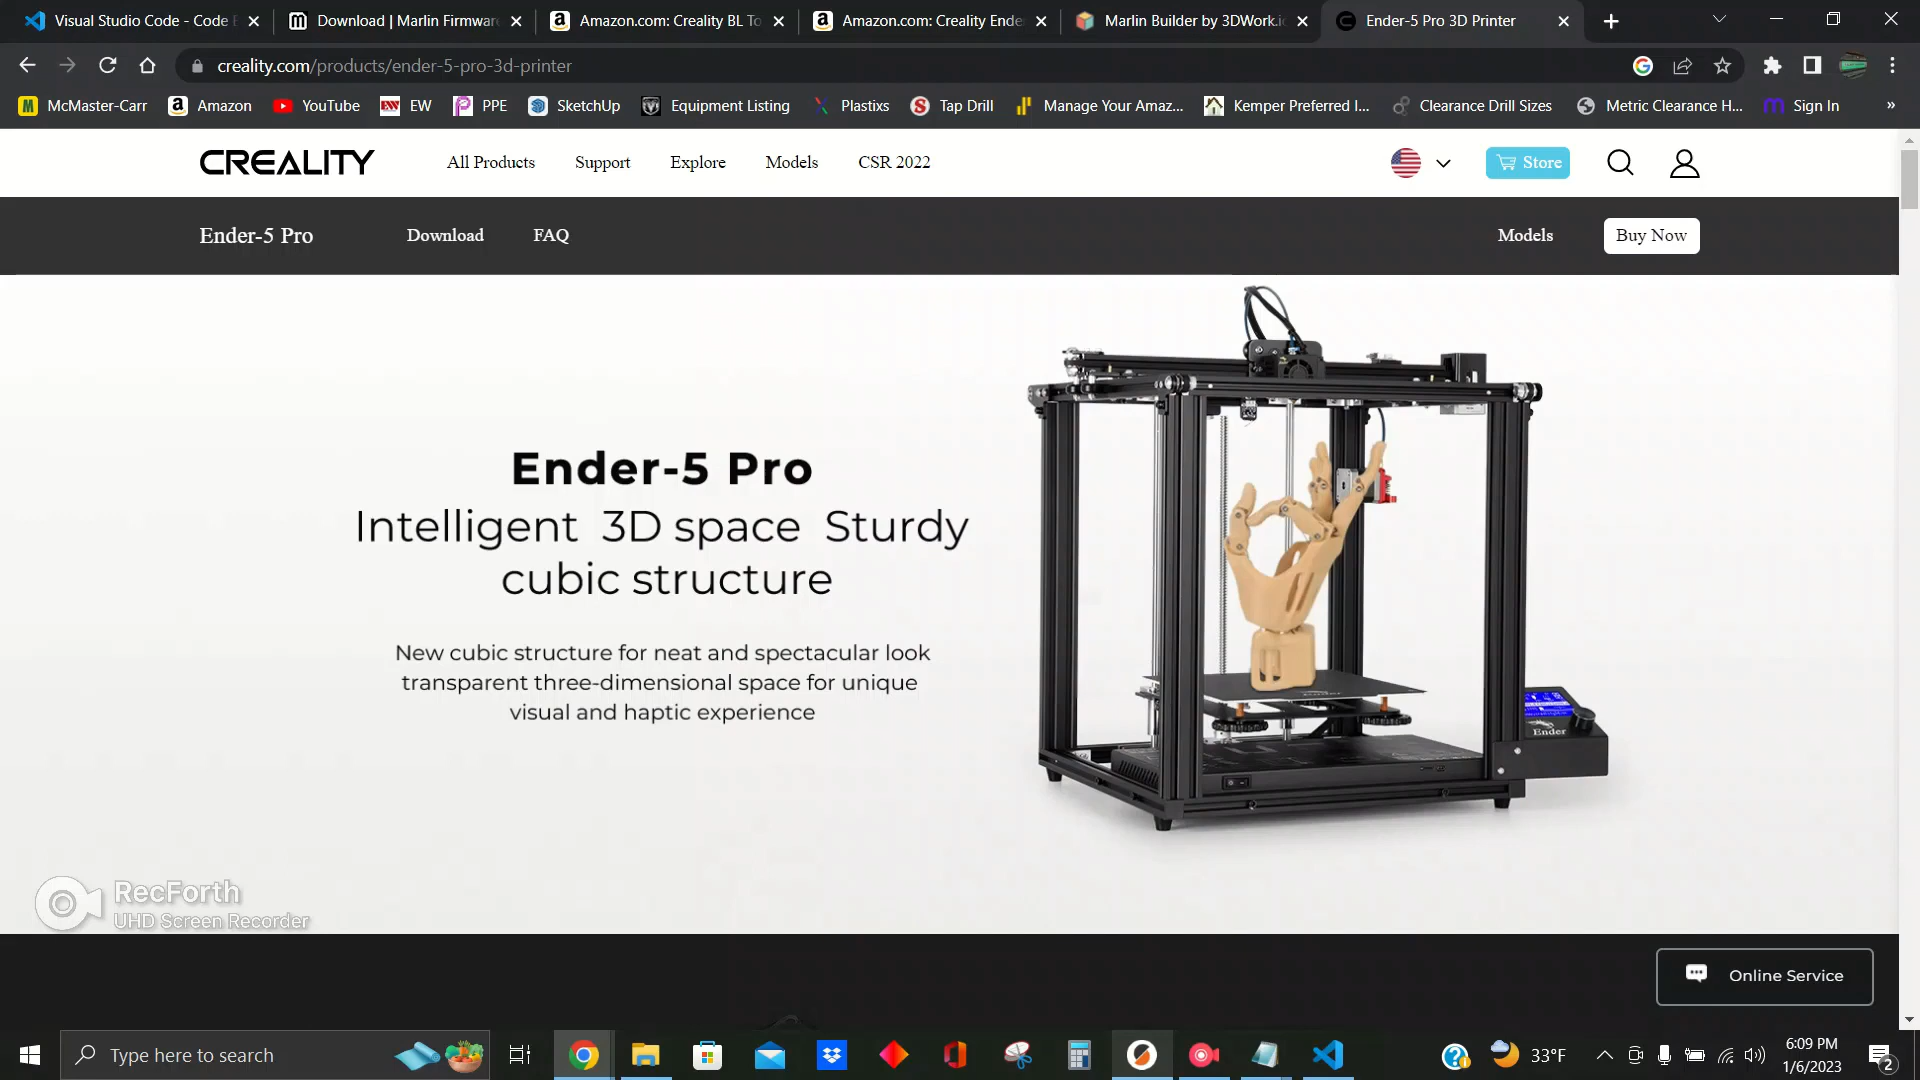 Visual Studio Code - Code E
Download | Marlin Firmware
Amazon.com: Creality BL To
Amazon.com: Creality Ender
Marlin Builder by 3DWork.io
Ender-5 Pro 3D Printer
creality.com/products/ender-5-pro-3d-printer
McMaster-Carr
Amazon
YouTube
EW
PPE
SketchUp
Equipment Listing
Plastixs
Tap Drill
Manage Your Amaz...
Kemper Preferred I...
Clearance Drill Sizes
Metric Clearance H...
Sign In
CREALITY
All Products
Support
Explore
Models
CSR 2022
Store
Ender-5 Pro
Download
FAQ
Models
Buy Now
Ender-5 Pro
Intelligent 3D space Sturdy
cubic structure
New cubic structure for neat and spectacular look
transparent three-dimensional space for unique
visual and haptic experience
Ender
RecForth
UHD Screen Recorder
Online Service
Type here to search
33°F
6:09 PM
1/6/2023
2